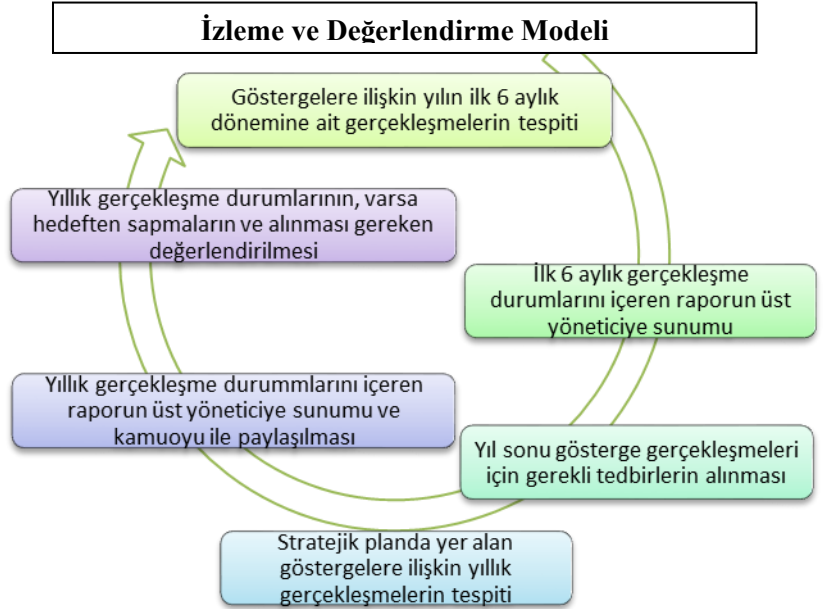 İzleme ve Değerlendirme Modeli
Göstergelere ilişkin yılın ilk 6 aylık
dönemine ait gerçekleşmelerin tespiti
İlk 6 aylık gerçekleşme
durumlarını içeren raporun üst
yöneticiye sunumu
Yıl sonu gösterge gerçekleşmeleri
için gerekli tedbirlerin alınması
Stratejik planda yer alan
göstergelere ilişkin yıllık
gerçekleşmelerin tespiti
Yıllık gerçekleşme durummlarını içeren
raporun üst yöneticiye sunumu ve
kamuoyu ile paylaşılması
Yıllık gerçekleşme durumlarının, varsa
hedeften sapmaların ve alınması gereken
değerlendirilmesi